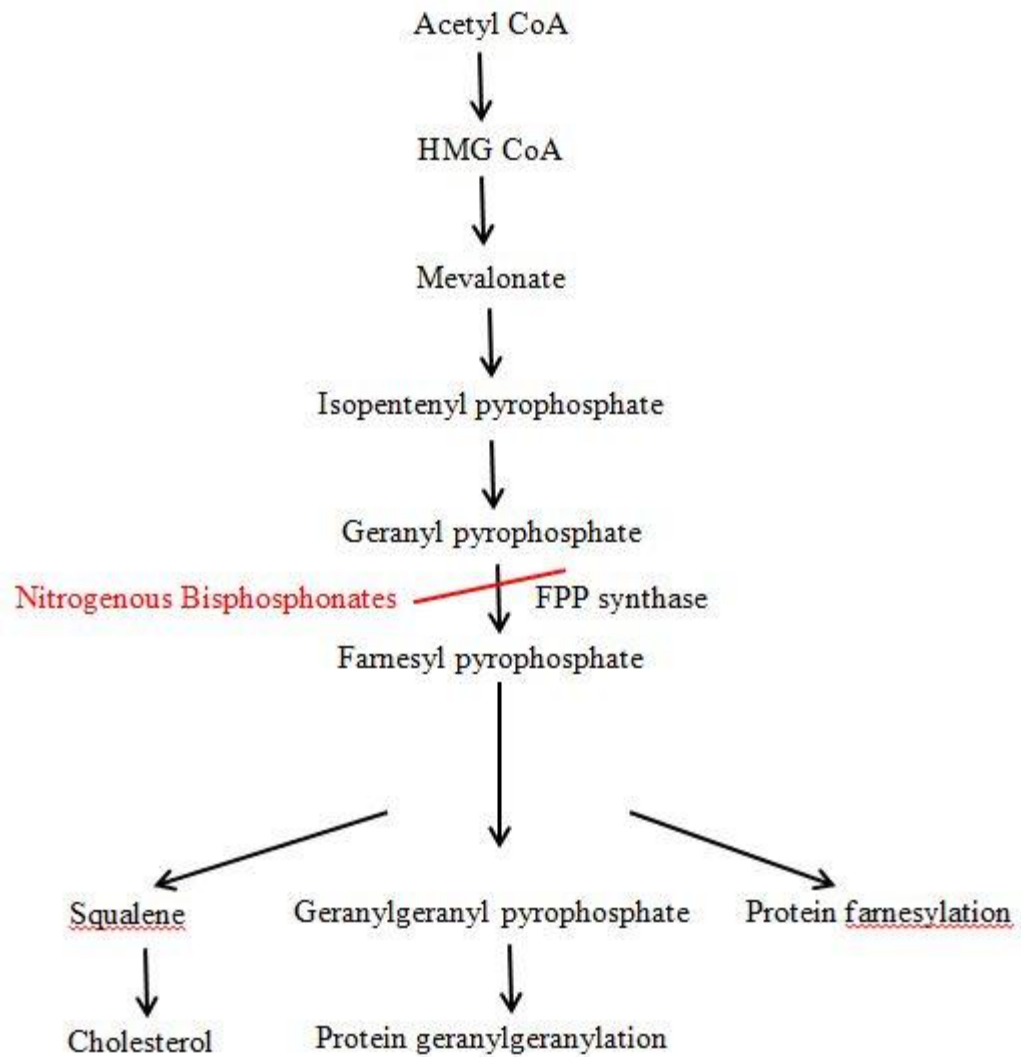 Acetyl CoA
HMG CoA
Mevalonate
Isopentenyl pyrophosphate
Geranyl pyrophosphate
Nitrogenous Bisphosphonates FPP synthase
Farnesyl pyrophosphate
Squalene Geranylgeranyl pyrophosphate Protein farnesylation
Cholesterol Protein geranylgeranylation